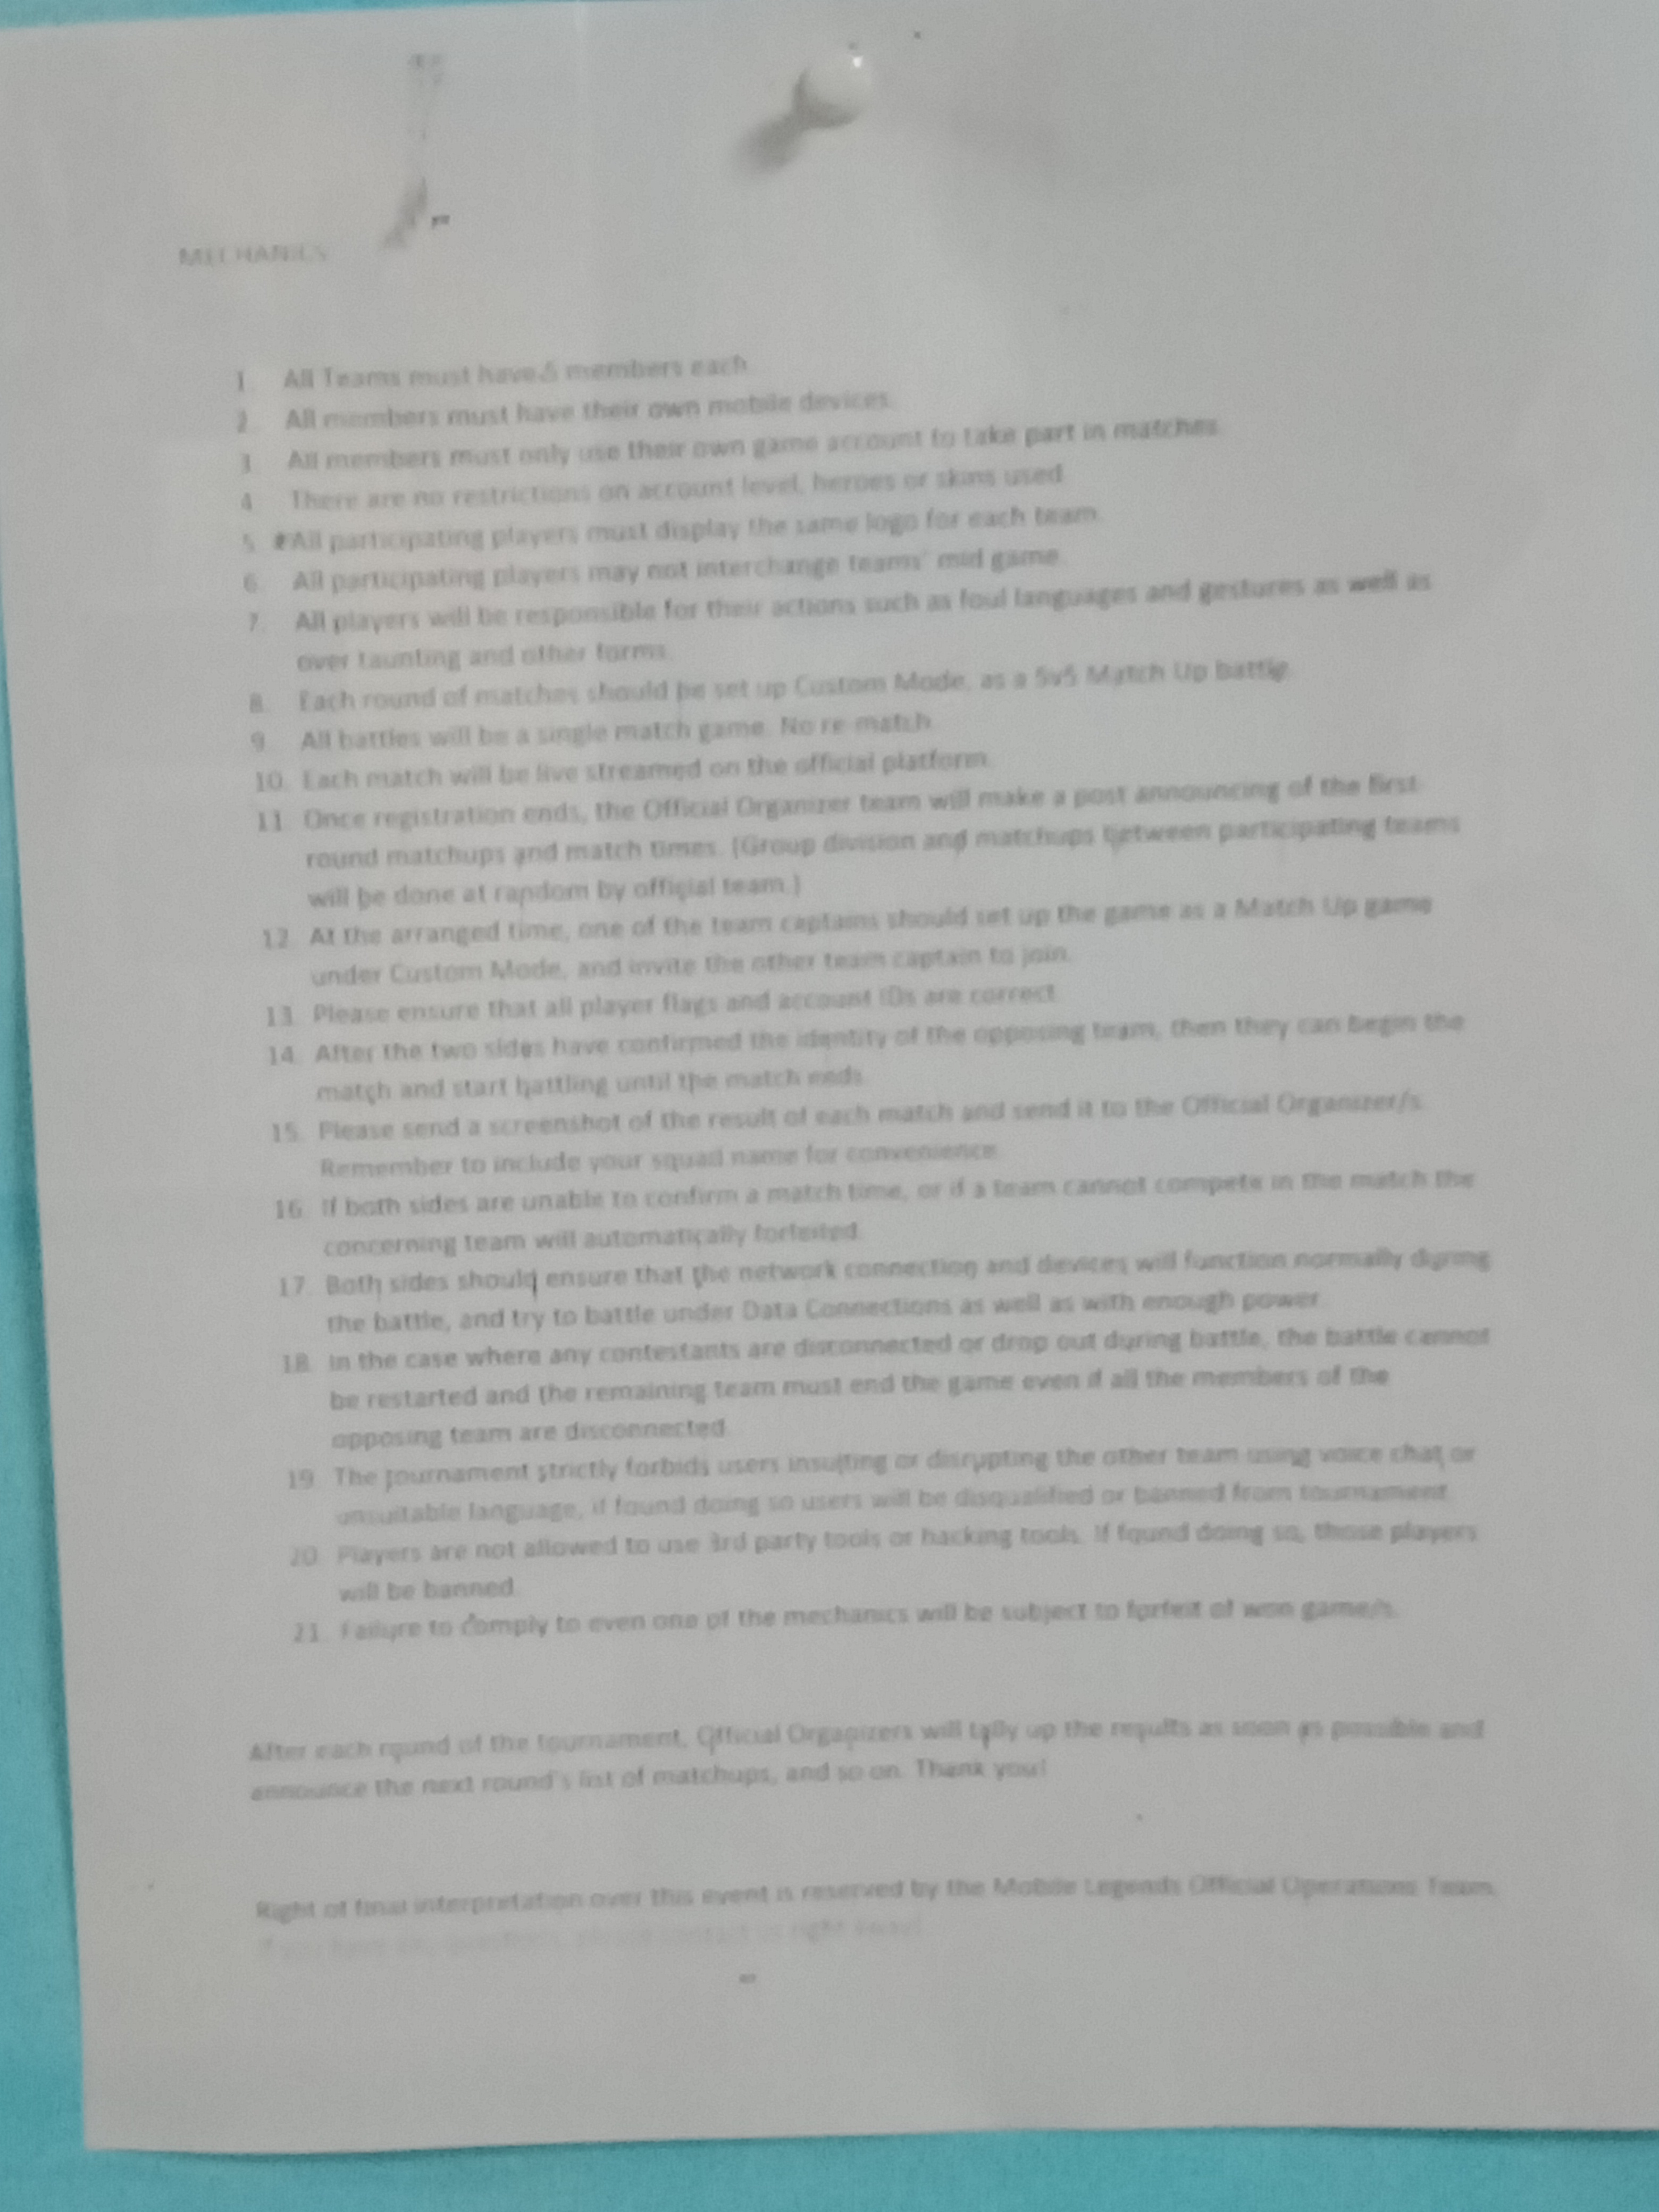 MECHANICS
1. All Teams must have 5 members each.
2. All members must have their own mobile devices.
3. All members must only use their own game account to take part in matches.
4. There are no restrictions on account level, heroes or skins used.
5. All participating players must display the same logo for each team.
6. All participating players may not interchange teams' mid game.
7. All players will be responsible for their actions such as foul languages and gestures as well as
over taunting and other forms.
8. Each round of matches should be set up Custom Mode, as a 5v5 Match Up battle.
9. All battles will be a single match game. No re-match.
10. Each match will be live streamed on the official platform.
11. Once registration ends, the Official Organizer team will make a post announcing of the first
round matchups and match times. (Group division and matchups between participating teams
will be done at random by official team.)
12. At the arranged time, one of the team captains should set up the game as a Match Up game
under Custom Mode, and invite the other team captain to join.
13. Please ensure that all player flags and account IDs are correct.
14. After the two sides have confirmed the identity of the opposing team, then they can begin the
match and start battling until the match ends.
15. Please send a screenshot of the result of each match and send it to the Official Organizer/s.
Remember to include your squad name for convenience.
16. If both sides are unable to confirm a match time, or if a team cannot compete in the match the
concerning team will automatically forfeited.
17. Both sides should ensure that the network connection and devices will function normally during
the battle, and try to battle under Data Connections as well as with enough power.
18. In the case where any contestants are disconnected or drop out during battle, the battle cannot
be restarted and the remaining team must end the game even if all the members of the
opposing team are disconnected.
19. The tournament strictly forbids users insulting or disrupting the other team using voice chat or
unsuitable language, if found doing so users will be disqualified or banned from tournament.
20. Players are not allowed to use 3rd party tools or hacking tools. If found doing so, those players
will be banned.
21. Failure to comply to even one of the mechanics will be subject to forfeit of won game/s.
After each round of the tournament, Official Organizers will tally up the results as soon as possible and
announce the next round's list of matchups, and so on. Thank you!
Right of final interpretation over this event is reserved by the Mobile Legends Official Operations Team.
If you have any questions, please contact us right away!